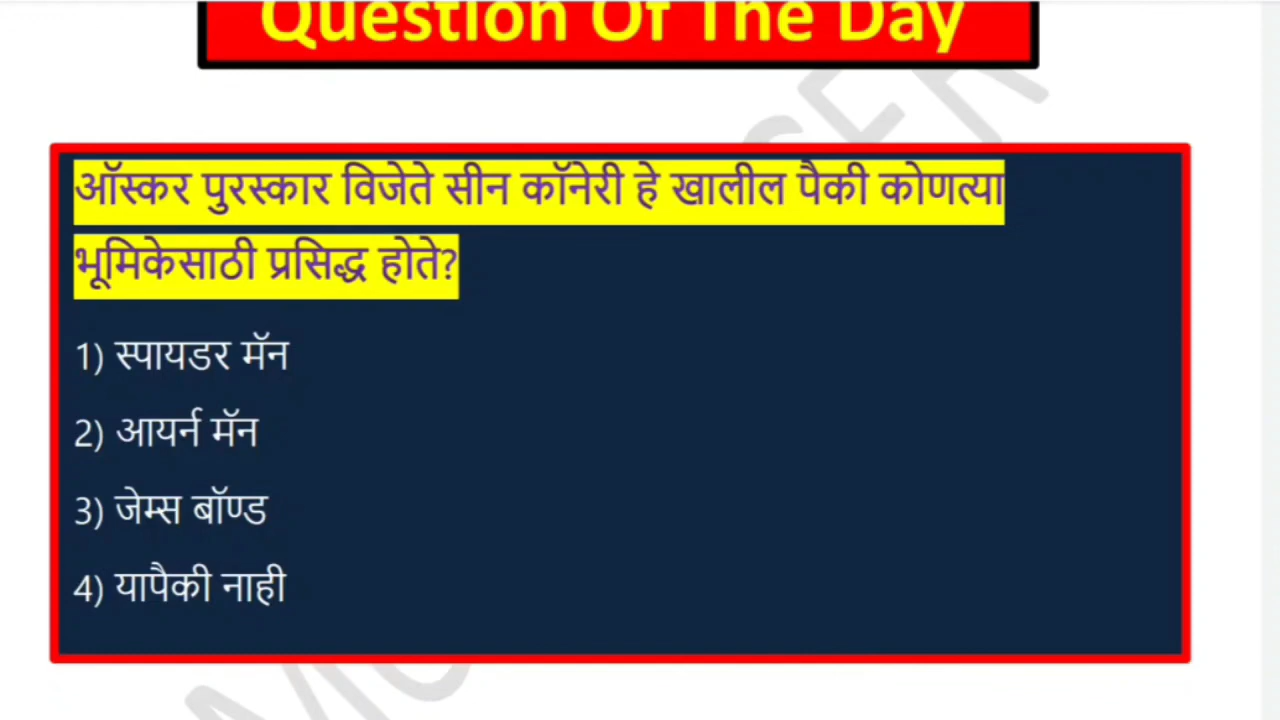 Question Of The Day
ऑस्कर पुरस्कार विजेते सीन कॉनेरी हे खालील पैकी कोणत्या
भूमिकेसाठी प्रसिद्ध होते?
1) स्पायडर मॅन
2) आयर्न मॅन
3) जेम्स बॉण्ड
4) यापैकी नाही